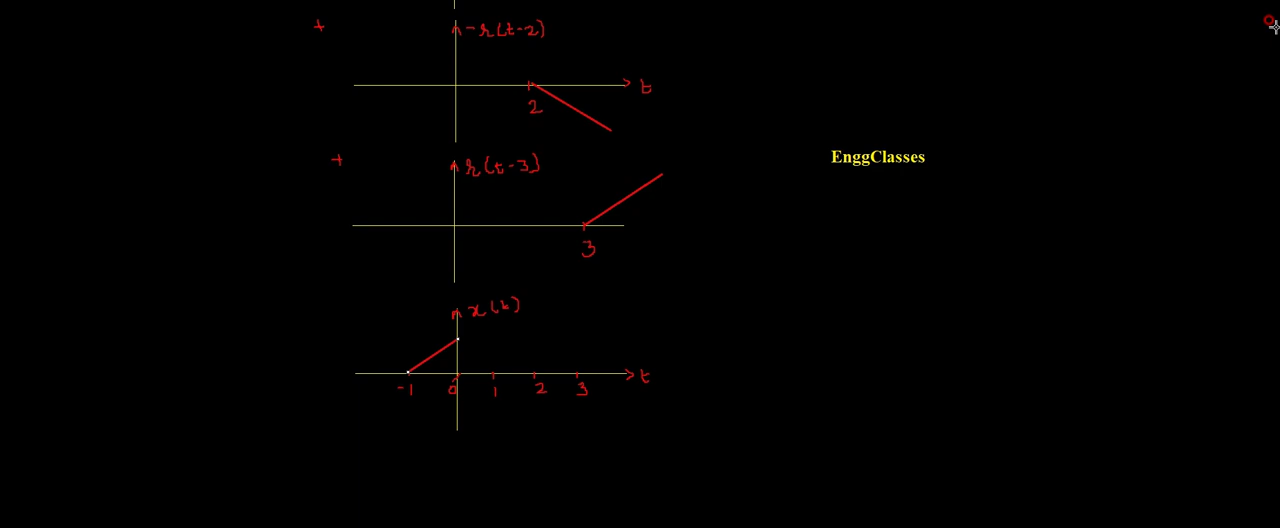 +
-r(t-2)
t
2
EnggClasses
+
r(t-3)
3
x(t)
t
-1 0 1 2 3